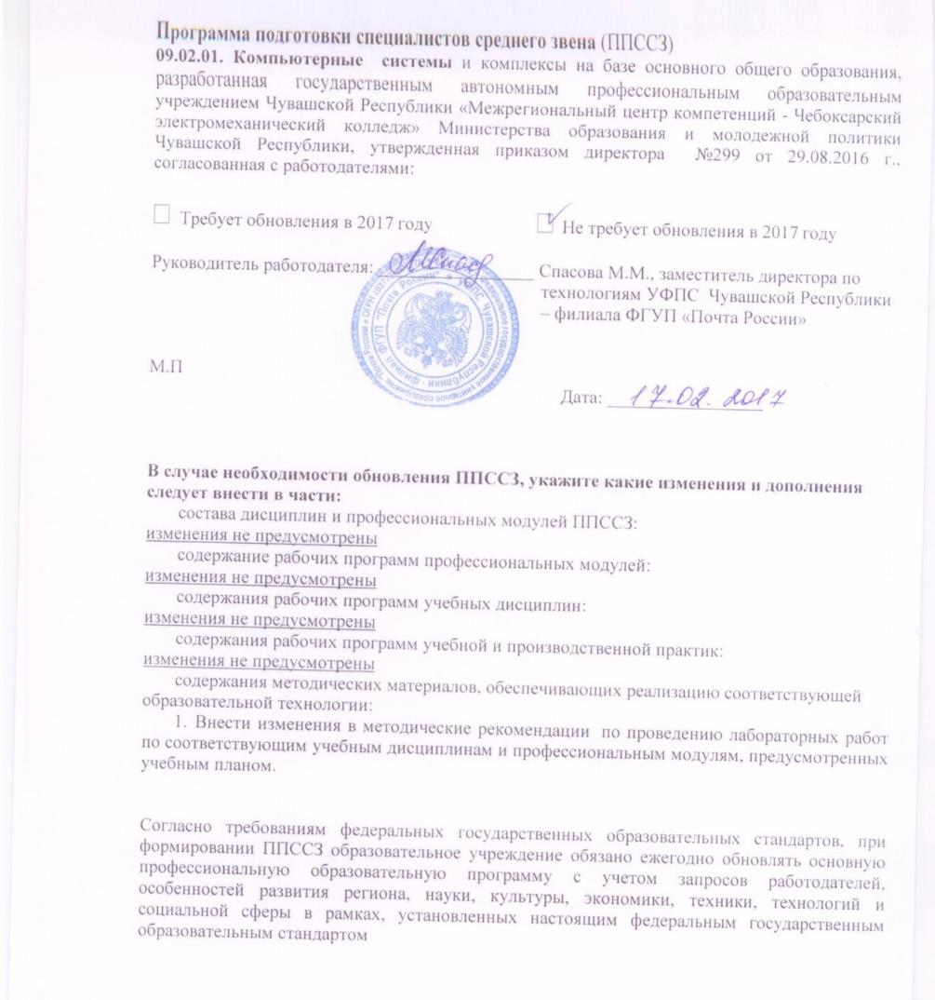 Программа подготовки специалистов среднего звена (ППССЗ)
09.02.01. Компьютерные системы и комплексы на базе основного общего образования,
разработанная государственным автономным профессиональным образовательным
учреждением Чувашской Республики «Межрегиональный центр компетенций - Чебоксарский
электромеханический колледж» Министерства образования и молодежной политики
Чувашской Республики, утвержденная приказом директора №299 от 29.08.2016 г.,
согласованная с работодателями:
Требует обновления в 2017 году
Не требует обновления в 2017 году
Руководитель работодателя:
Спасова М.М., заместитель директора по
технологиям УФПС Чувашской Республики
– филиала ФГУП «Почта России»
УФПС Чувашской Республики - филиал ФГУП "Почта России"
М.П
Дата: 17.02.2017
В случае необходимости обновления ППССЗ, укажите какие изменения и дополнения
следует внести в части:
состава дисциплин и профессиональных модулей ППССЗ:
изменения не предусмотрены
содержание рабочих программ профессиональных модулей:
изменения не предусмотрены
содержания рабочих программ учебных дисциплин:
изменения не предусмотрены
содержания рабочих программ учебной и производственной практик:
изменения не предусмотрены
содержания методических материалов, обеспечивающих реализацию соответствующей
образовательной технологии:
1. Внести изменения в методические рекомендации по проведению лабораторных работ
по соответствующим учебным дисциплинам и профессиональным модулям, предусмотренных
учебным планом.
Согласно требованиям федеральных государственных образовательных стандартов, при
формировании ППССЗ образовательное учреждение обязано ежегодно обновлять основную
профессиональную образовательную программу с учетом запросов работодателей,
особенностей развития региона, науки, культуры, экономики, техники, технологий и
социальной сферы в рамках, установленных настоящим федеральным государственным
образовательным стандартом